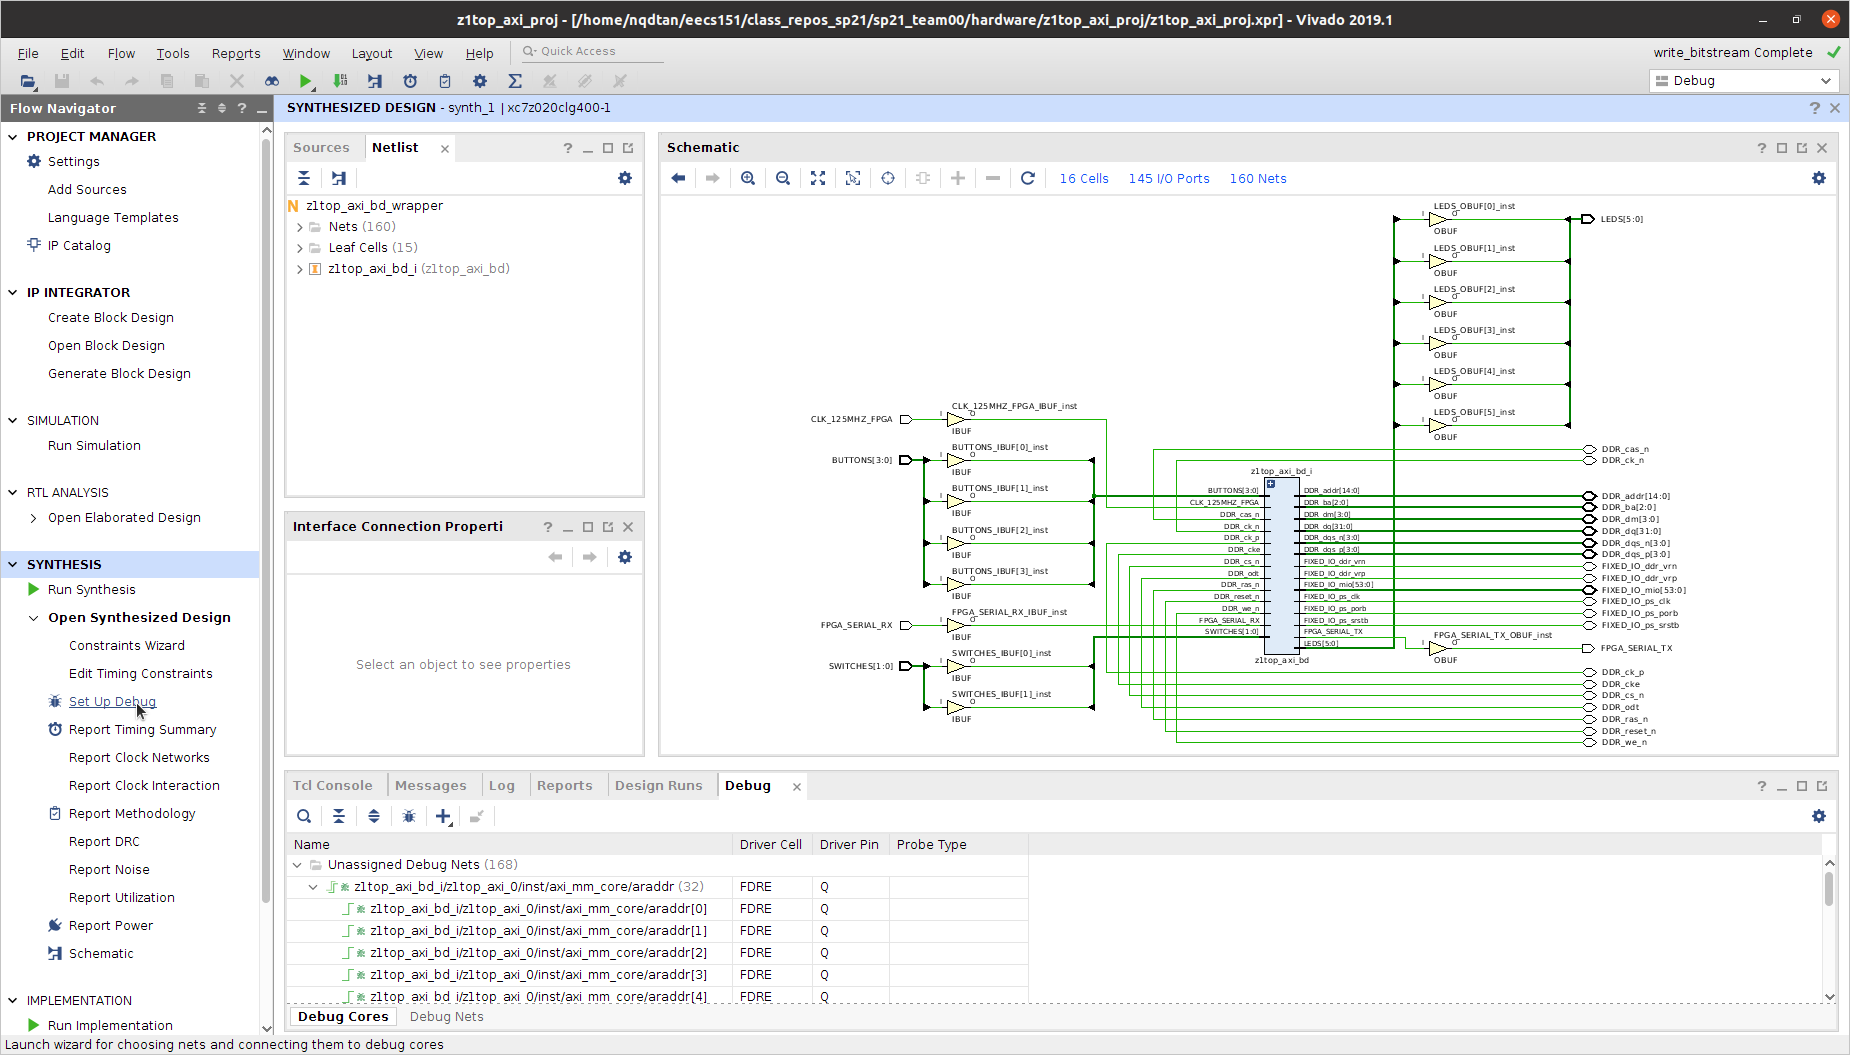 z1top_axi_proj - [/home/nqdtan/eecs151/class_repos_sp21/sp21_team00/hardware/z1top_axi_proj/z1top_axi_proj.xpr] - Vivado 2019.1
File Edit Flow Tools Reports Window Layout View Help Quick Access
write_bitstream Complete
Debug
Flow Navigator
PROJECT MANAGER
Settings
Add Sources
Language Templates
IP Catalog
IP INTEGRATOR
Create Block Design
Open Block Design
Generate Block Design
SIMULATION
Run Simulation
RTL ANALYSIS
Open Elaborated Design
SYNTHESIS
Run Synthesis
Open Synthesized Design
Constraints Wizard
Edit Timing Constraints
Set Up Debug
Report Timing Summary
Report Clock Networks
Report Clock Interaction
Report Methodology
Report DRC
Report Noise
Report Utilization
Report Power
Schematic
IMPLEMENTATION
Run Implementation
SYNTHESIZED DESIGN - synth_1 | xc7z020clg400-1
Sources Netlist
z1top_axi_bd_wrapper
Nets (160)
Leaf Cells (15)
z1top_axi_bd_i (z1top_axi_bd)
Interface Connection Properti
Select an object to see properties
Schematic
16 Cells 145 I/O Ports 160 Nets
LEDS_OBUF[0]_inst
I O
OBUF
LEDS[5:0]
LEDS_OBUF[1]_inst
I O
OBUF
LEDS_OBUF[2]_inst
I O
OBUF
LEDS_OBUF[3]_inst
I O
OBUF
LEDS_OBUF[4]_inst
I O
OBUF
LEDS_OBUF[5]_inst
I O
OBUF
CLK_125MHZ_FPGA
CLK_125MHZ_FPGA_IBUF_inst
I O
IBUF
BUTTONS[3:0]
BUTTONS_IBUF[0]_inst
I O
IBUF
BUTTONS_IBUF[1]_inst
I O
IBUF
BUTTONS_IBUF[2]_inst
I O
IBUF
BUTTONS_IBUF[3]_inst
I O
IBUF
FPGA_SERIAL_RX
FPGA_SERIAL_RX_IBUF_inst
I O
IBUF
SWITCHES[1:0]
SWITCHES_IBUF[0]_inst
I O
IBUF
SWITCHES_IBUF[1]_inst
I O
IBUF
z1top_axi_bd_i
BUTTONS[3:0]
CLK_125MHZ_FPGA
DDR_cas_n
DDR_ck_n
DDR_ck_p
DDR_cke
DDR_cs_n
DDR_odt
DDR_ras_n
DDR_reset_n
DDR_we_n
FPGA_SERIAL_RX
SWITCHES[1:0]
DDR_addr[14:0]
DDR_ba[2:0]
DDR_dm[3:0]
DDR_dq[31:0]
DDR_dqs_n[3:0]
DDR_dqs_p[3:0]
FIXED_IO_ddr_vrn
FIXED_IO_ddr_vrp
FIXED_IO_mio[53:0]
FIXED_IO_ps_clk
FIXED_IO_ps_porb
FIXED_IO_ps_srstb
FPGA_SERIAL_TX
LEDS[5:0]
z1top_axi_bd
FPGA_SERIAL_TX_OBUF_inst
I O
OBUF
DDR_cas_n
DDR_ck_n
DDR_addr[14:0]
DDR_ba[2:0]
DDR_dm[3:0]
DDR_dq[31:0]
DDR_dqs_n[3:0]
DDR_dqs_p[3:0]
FIXED_IO_ddr_vrn
FIXED_IO_ddr_vrp
FIXED_IO_mio[53:0]
FIXED_IO_ps_clk
FIXED_IO_ps_porb
FIXED_IO_ps_srstb
FPGA_SERIAL_TX
DDR_ck_p
DDR_cke
DDR_cs_n
DDR_odt
DDR_ras_n
DDR_reset_n
DDR_we_n
Tcl Console Messages Log Reports Design Runs Debug
Name Driver Cell Driver Pin Probe Type
Unassigned Debug Nets (168)
z1top_axi_bd_i/z1top_axi_0/inst/axi_mm_core/araddr (32) FDRE Q
z1top_axi_bd_i/z1top_axi_0/inst/axi_mm_core/araddr[0] FDRE Q
z1top_axi_bd_i/z1top_axi_0/inst/axi_mm_core/araddr[1] FDRE Q
z1top_axi_bd_i/z1top_axi_0/inst/axi_mm_core/araddr[2] FDRE Q
z1top_axi_bd_i/z1top_axi_0/inst/axi_mm_core/araddr[3] FDRE Q
z1top_axi_bd_i/z1top_axi_0/inst/axi_mm_core/araddr[4] FDRE Q
Debug Cores Debug Nets
Launch wizard for choosing nets and connecting them to debug cores